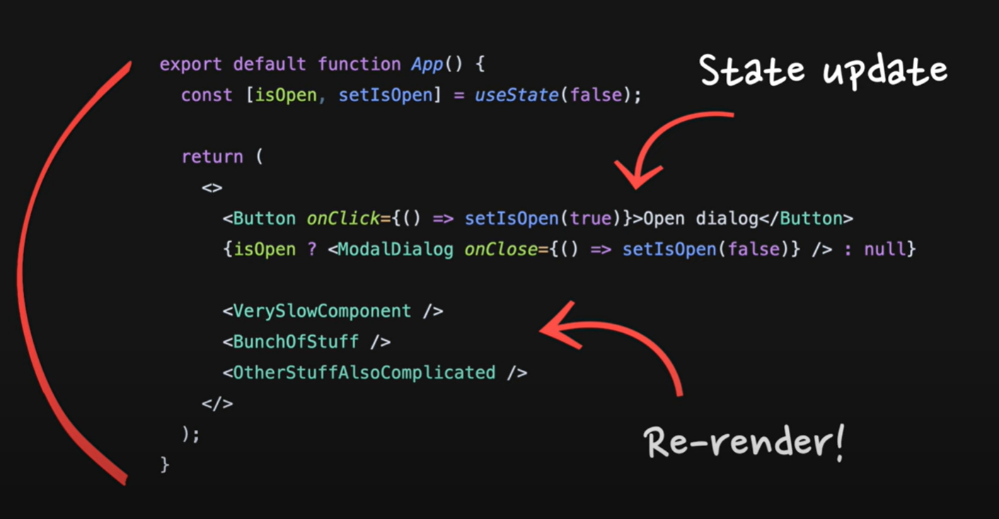 export default function App() {
State update
const [isOpen, setIsOpen] = useState(false);
return (
<>
<Button onClick={() => setIsOpen(true)}>Open dialog</Button>
{isOpen ? <ModalDialog onClose={() => setIsOpen(false)} /> : null}
<VerySlowComponent />
<BunchOfStuff />
<OtherStuffAlsoComplicated />
</>
);
Re-render!
}